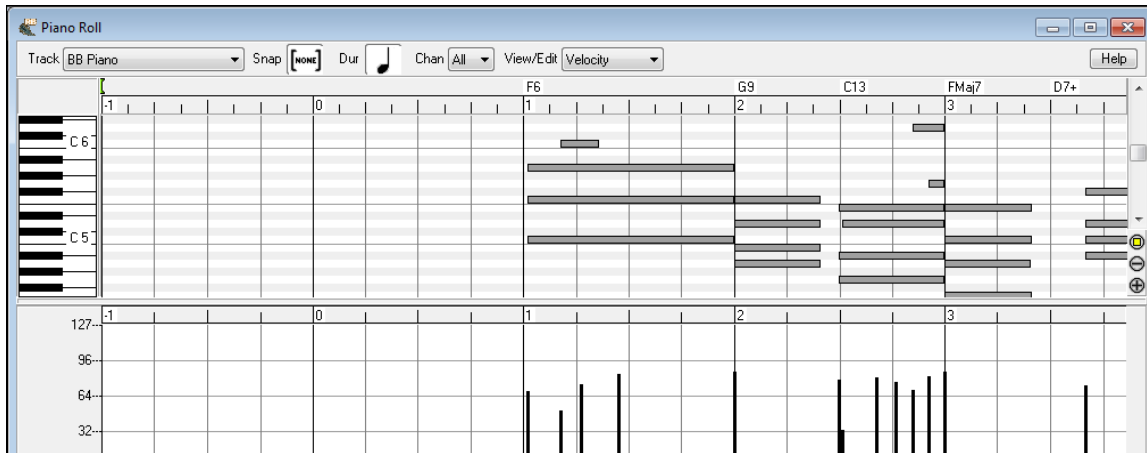 Piano Roll
Track BB Piano Snap [NONE] Dur Chan All View/Edit Velocity Help
F6 G9 C13 FMaj7 D7+
-1 0 1 2 3
C 6
C 5
-1 0 1 2 3
127
96
64
32